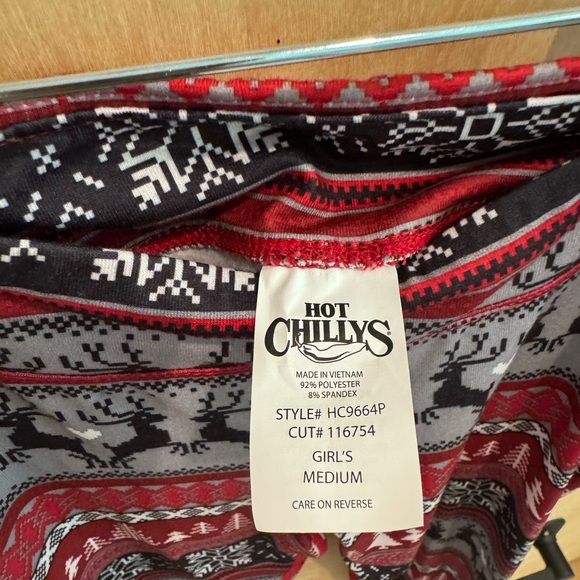 HOT
CHILLYS
MADE IN VIETNAM
92% POLYESTER
8% SPANDEX
STYLE# HC9664P
CUT# 116754
GIRL'S
MEDIUM
CARE ON REVERSE